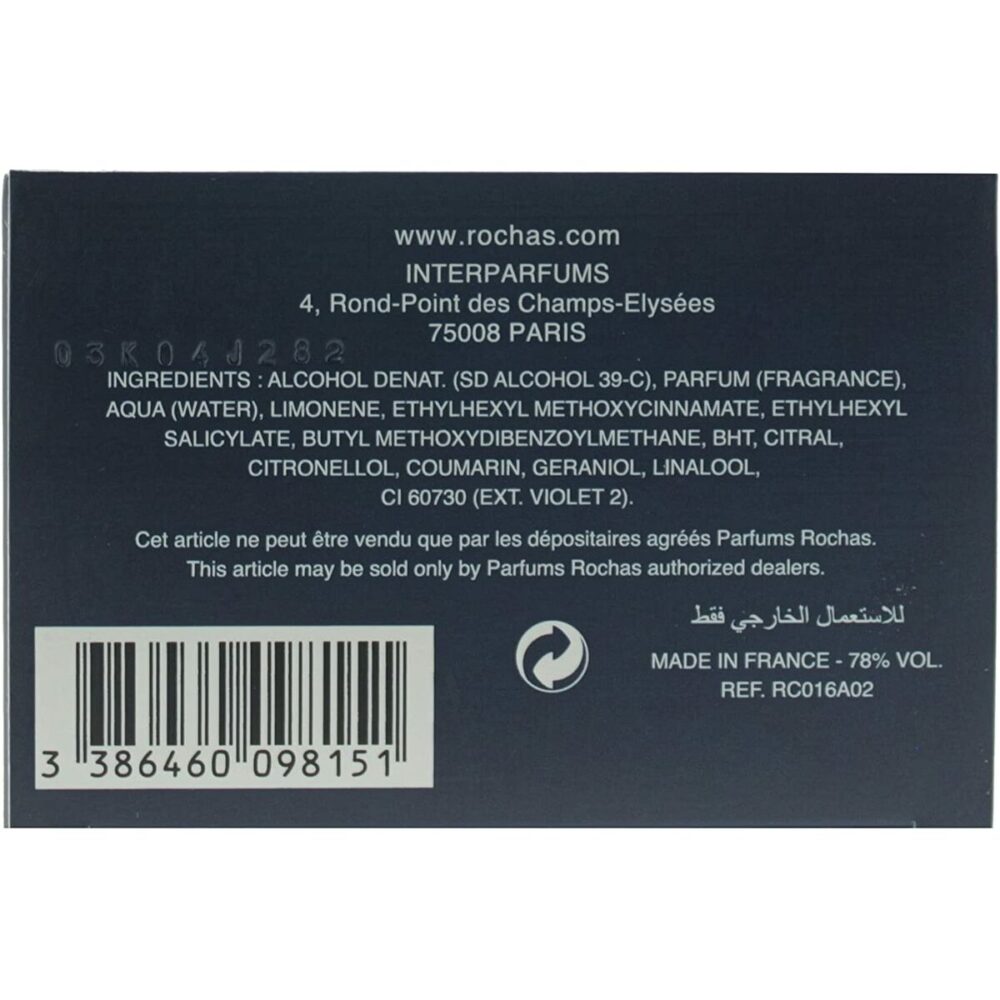 www.rochas.com
INTERPARFUMS
4, Rond-Point des Champs-Elysées
75008 PARIS
03K04J282
INGREDIENTS : ALCOHOL DENAT. (SD ALCOHOL 39-C), PARFUM (FRAGRANCE),
AQUA (WATER), LIMONENE, ETHYLHEXYL METHOXYCINNAMATE, ETHYLHEXYL
SALICYLATE, BUTYL METHOXYDIBENZOYLMETHANE, BHT, CITRAL,
CITRONELLOL, COUMARIN, GERANIOL, LINALOOL,
CI 60730 (EXT. VIOLET 2).
Cet article ne peut être vendu que par les dépositaires agréés Parfums Rochas.
This article may be sold only by Parfums Rochas authorized dealers.
للاستعمال الخارجي فقط
MADE IN FRANCE - 78% VOL.
REF. RC016A02
3 386460 098151